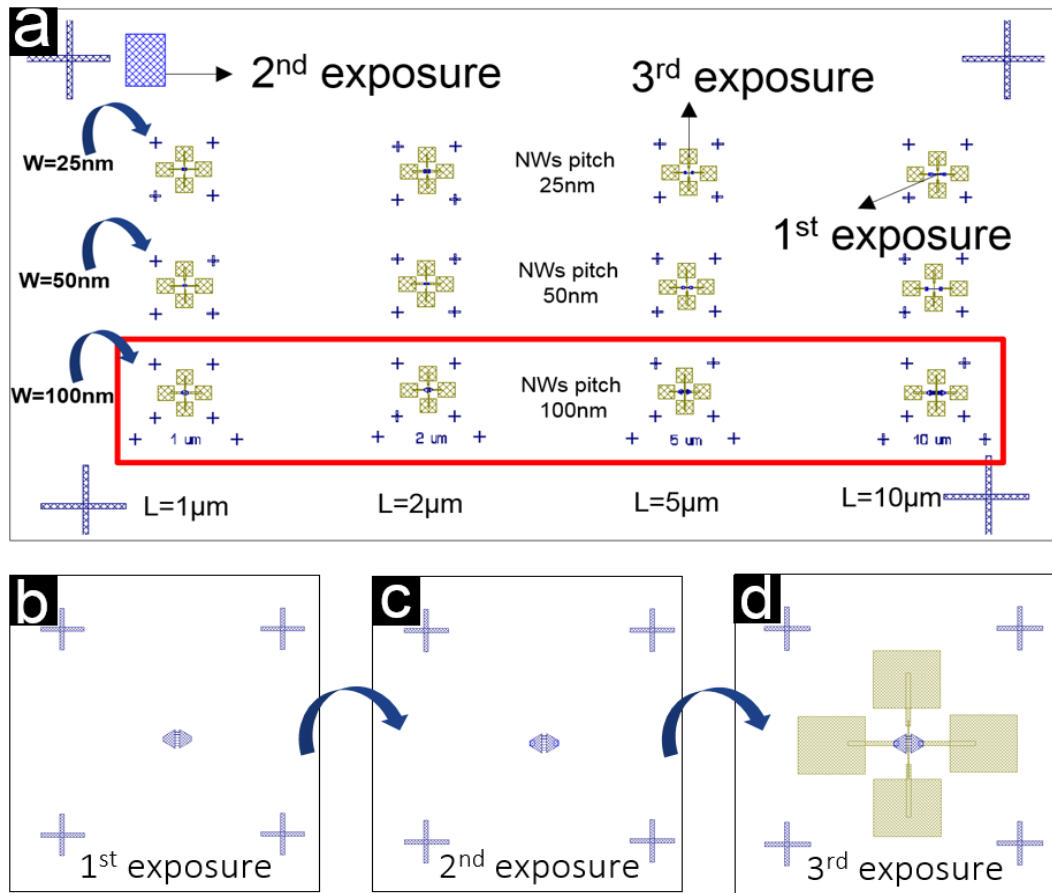 a
2nd exposure
3rd exposure
W=25nm
NWs pitch
25nm
1st exposure
W=50nm
NWs pitch
50nm
W=100nm
NWs pitch
100nm
1 um
2 um
5 um
10 um
L=1µm
L=2µm
L=5µm
L=10µm
b
1st exposure
c
2nd exposure
d
3rd exposure